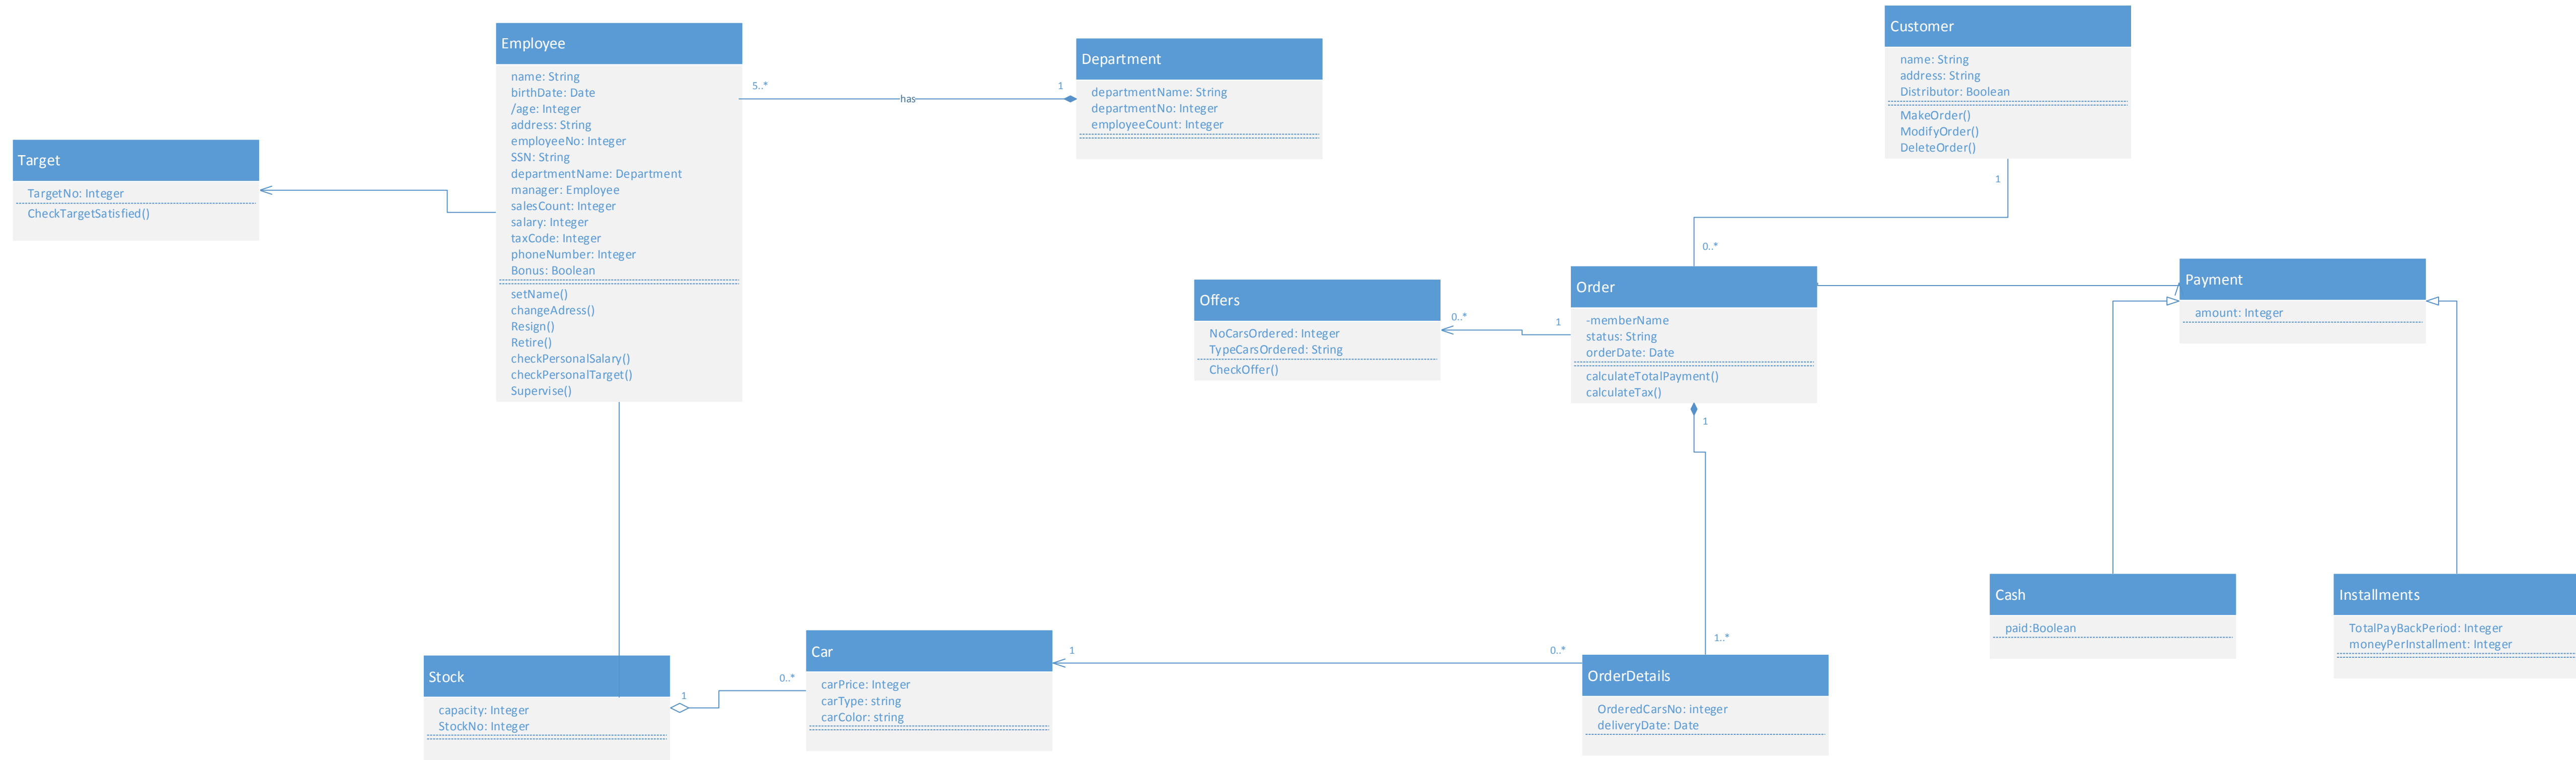 Employee
name: String
birthDate: Date
/age: Integer
address: String
employeeNo: Integer
SSN: String
departmentName: Department
manager: Employee
salesCount: Integer
salary: Integer
taxCode: Integer
phoneNumber: Integer
Bonus: Boolean
setName()
changeAdress()
Resign()
Retire()
checkPersonalSalary()
checkPersonalTarget()
Supervise()
5..*
has
1
Department
departmentName: String
departmentNo: Integer
employeeCount: Integer
Customer
name: String
address: String
Distributor: Boolean
MakeOrder()
ModifyOrder()
DeleteOrder()
1
0..*
Target
TargetNo: Integer
CheckTargetSatisfied()
Offers
NoCarsOrdered: Integer
TypeCarsOrdered: String
CheckOffer()
0..*
1
Order
-memberName
status: String
orderDate: Date
calculateTotalPayment()
calculateTax()
1
1..*
Payment
amount: Integer
Cash
paid:Boolean
Installments
TotalPayBackPeriod: Integer
moneyPerInstallment: Integer
Stock
capacity: Integer
StockNo: Integer
1
0..*
Car
carPrice: Integer
carType: string
carColor: string
1
0..*
OrderDetails
OrderedCarsNo: integer
deliveryDate: Date